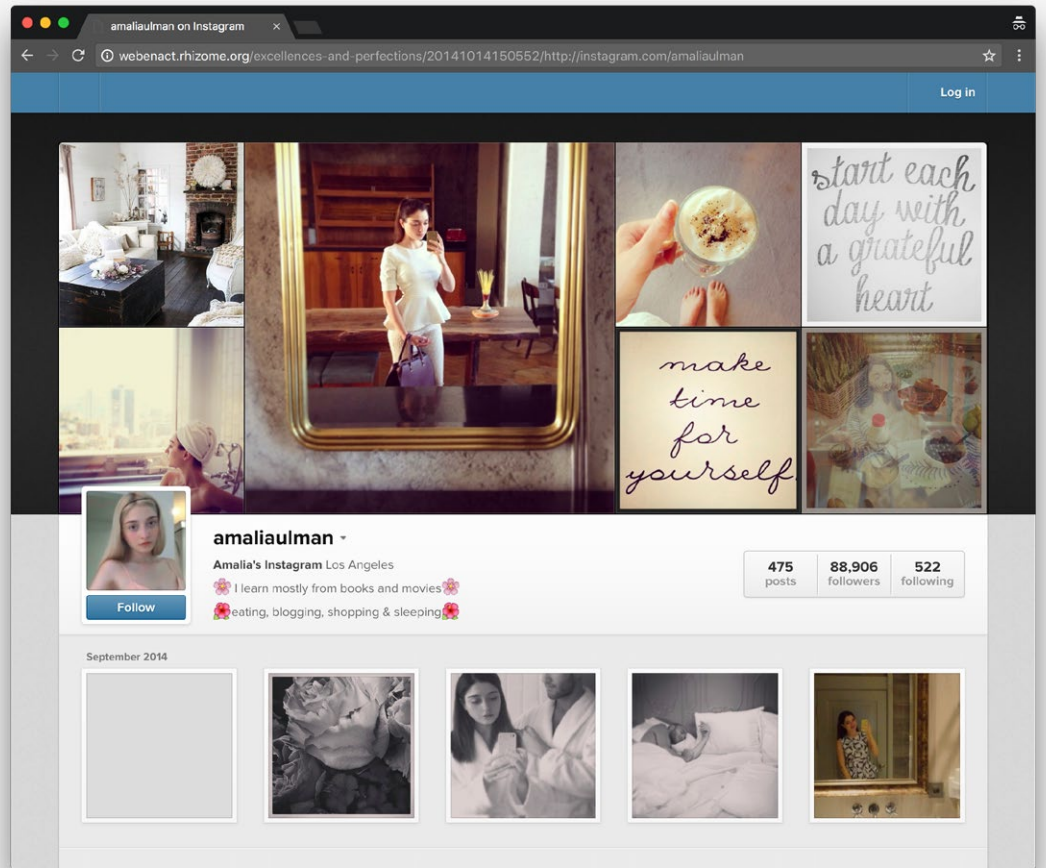 amaliaulman on Instagram
webenact.rhizome.org/excellences-and-perfections/20141014150552/http://instagram.com/amaliaulman
Log in
start each
day with
a grateful
heart
make
time
for
yourself.
amaliaulman
Amalia's Instagram Los Angeles
🌸 I learn mostly from books and movies🌸
🌺eating, blogging, shopping & sleeping🌺
Follow
475 88,906 522
posts followers following
September 2014